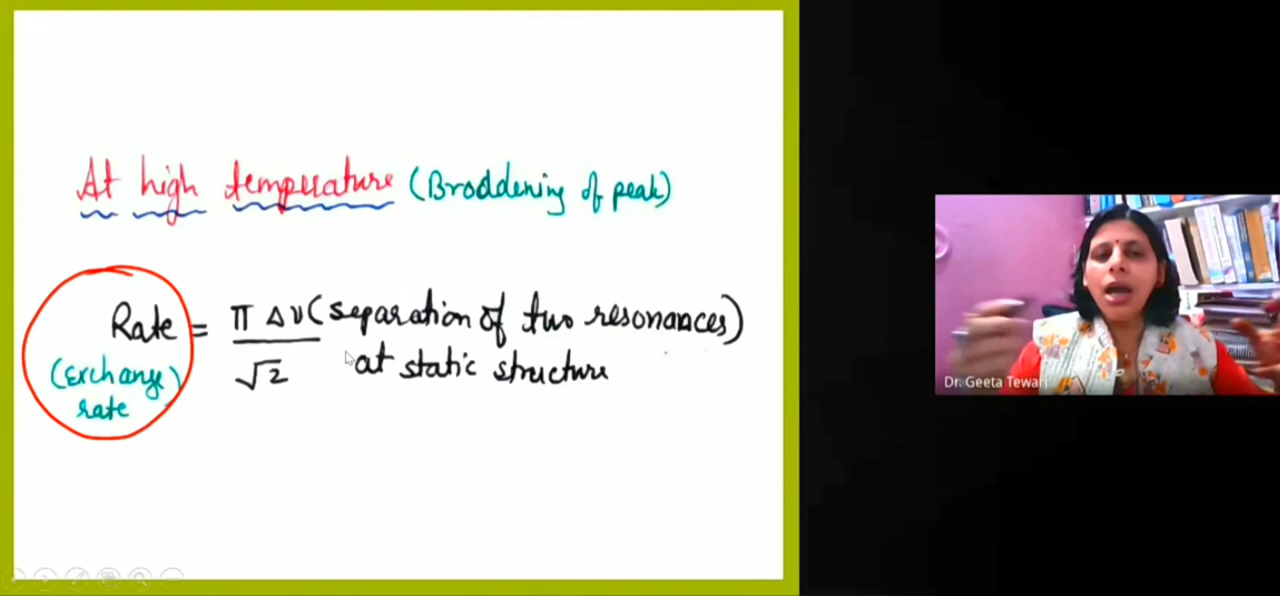 At high temperature (Broddening of peak)
Rate = π Δν (separation of two resonances)
(Exchange) √2 at static structure
rate
Dr. Geeta Tewari